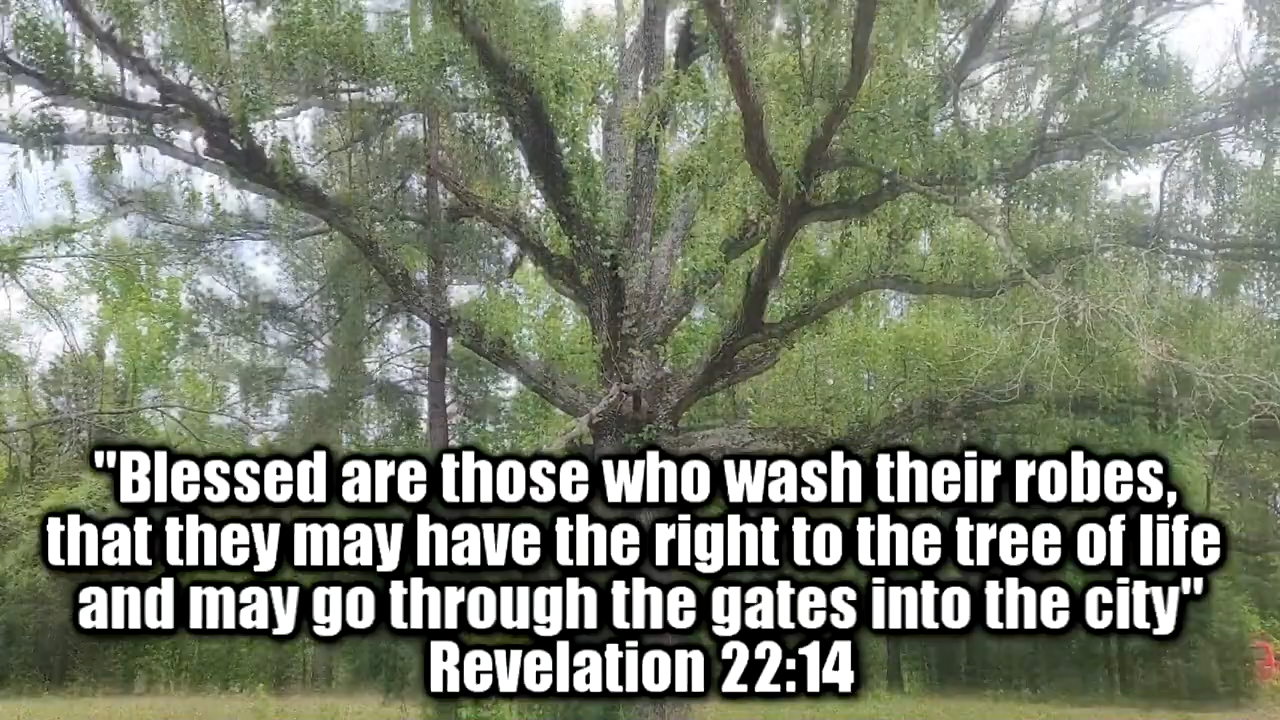 "Blessed are those who wash their robes,
that they may have the right to the tree of life
and may go through the gates into the city"
Revelation 22:14